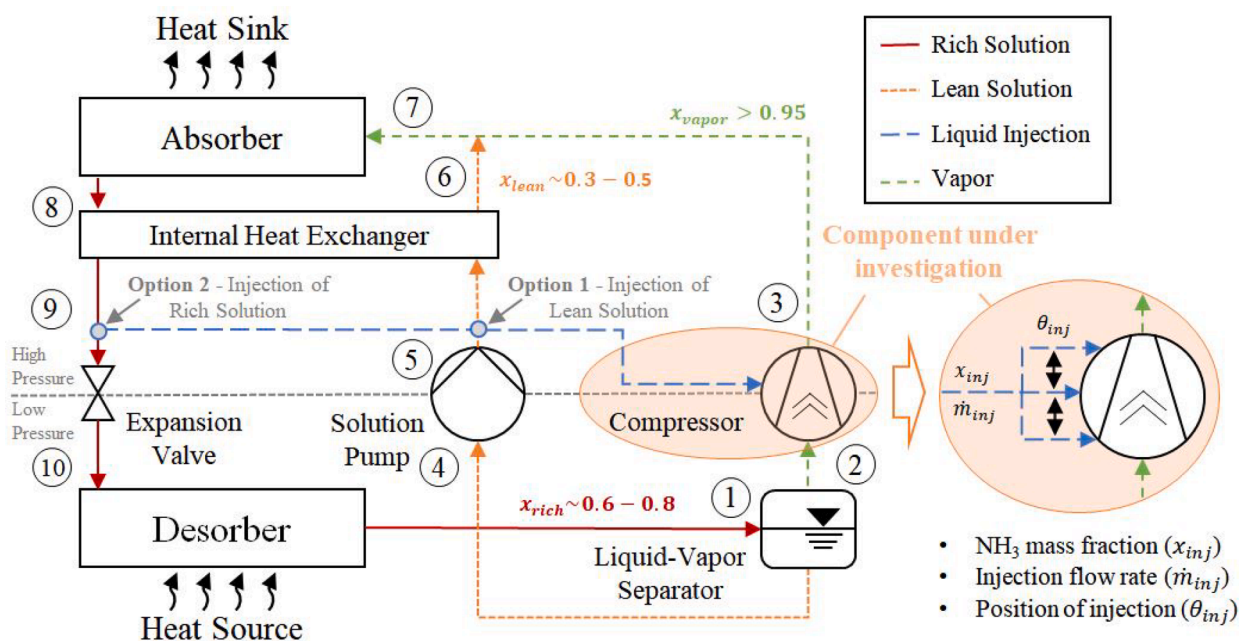 Heat Sink
Absorber
7
x_vapor > 0.95
Rich Solution
Lean Solution
Liquid Injection
Vapor
6
x_lean~0.3 − 0.5
8
Internal Heat Exchanger
Component under
investigation
Option 2 - Injection of
Rich Solution
Option 1 - Injection of
Lean Solution
9
3
5
High
Pressure
Low
Pressure
Expansion
Valve
Solution
Pump
Compressor
θ_inj
x_inj
ṁ_inj
10
4
2
1
Desorber
x_rich~0.6 − 0.8
Liquid-Vapor
Separator
Heat Source
• NH₃ mass fraction (x_inj)
• Injection flow rate (ṁ_inj)
• Position of injection (θ_inj)